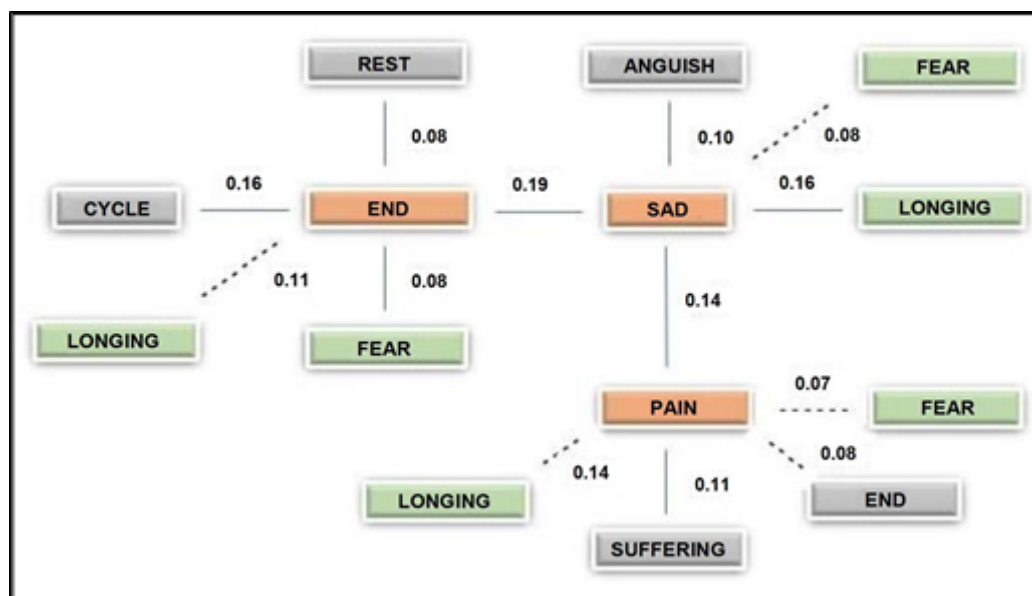 REST
ANGUISH
FEAR
0.08
0.10
0.08
0.16
0.19
0.16
CYCLE
END
SAD
LONGING
0.11
0.08
0.14
LONGING
FEAR
0.07
PAIN
FEAR
0.08
0.14
0.11
LONGING
END
SUFFERING